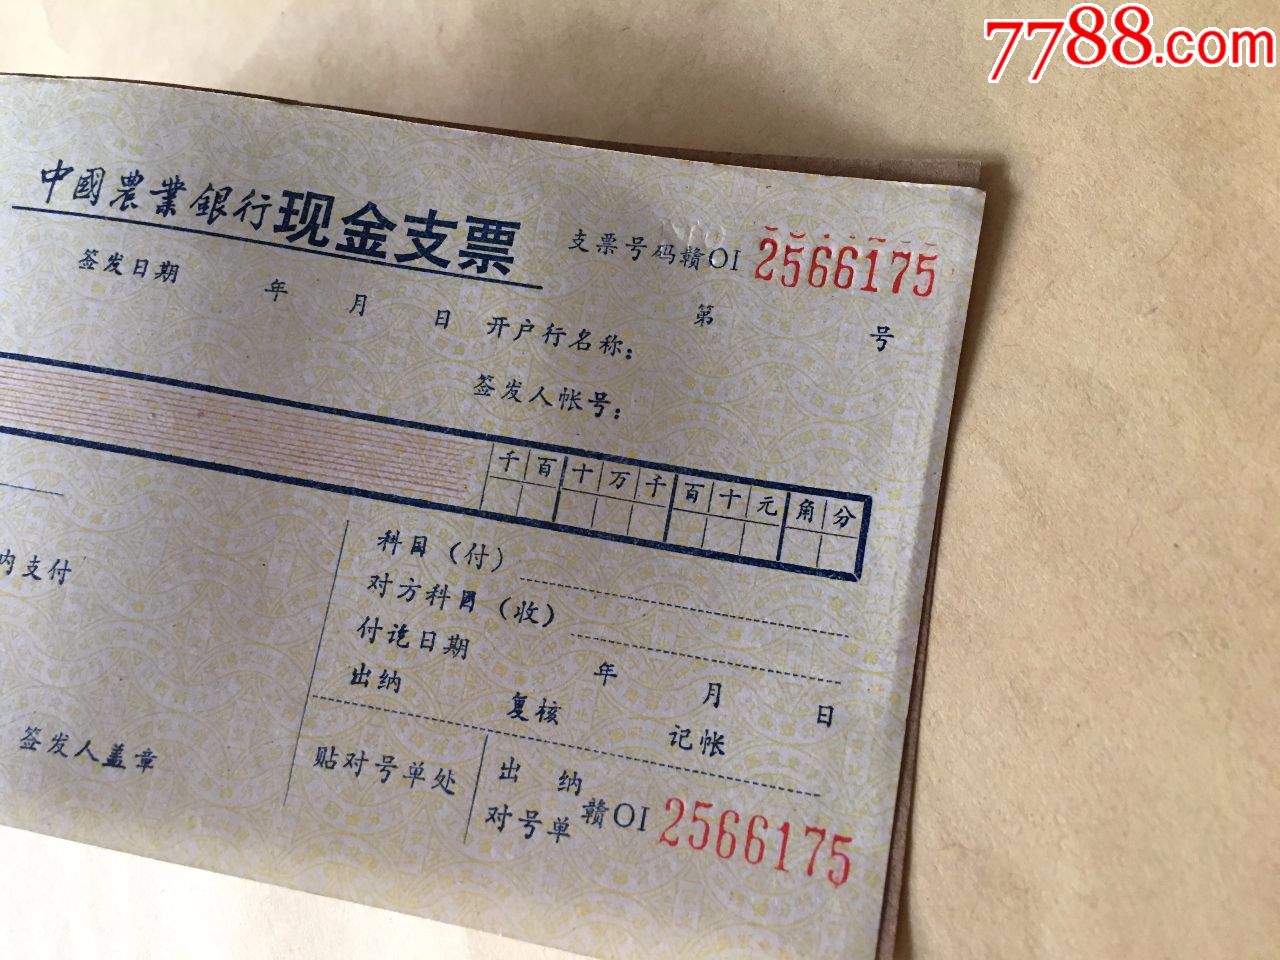 7788.com
中國農業銀行现金支票
支票号码赣OI 2566175
签发日期 年 月 日
第 号
开户行名称：
签发人帐号：
千百十万千百十元角分
内支付
科目（付）
对方科目（收）
付讫日期 年 月 日
出纳 复核 记帐
签发人盖章
贴对号单处
出纳
对号单 赣OI 2566175